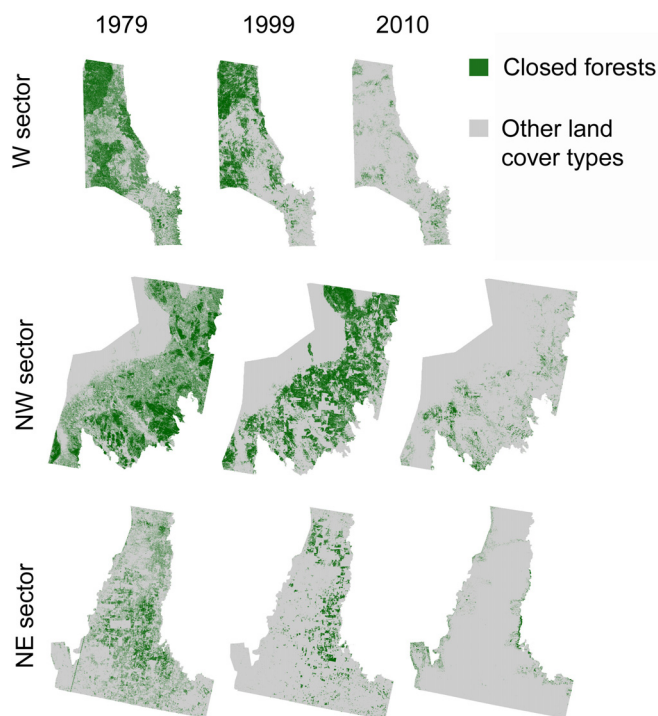 1979 1999 2010
W sector
Closed forests
Other land
cover types
NW sector
NE sector